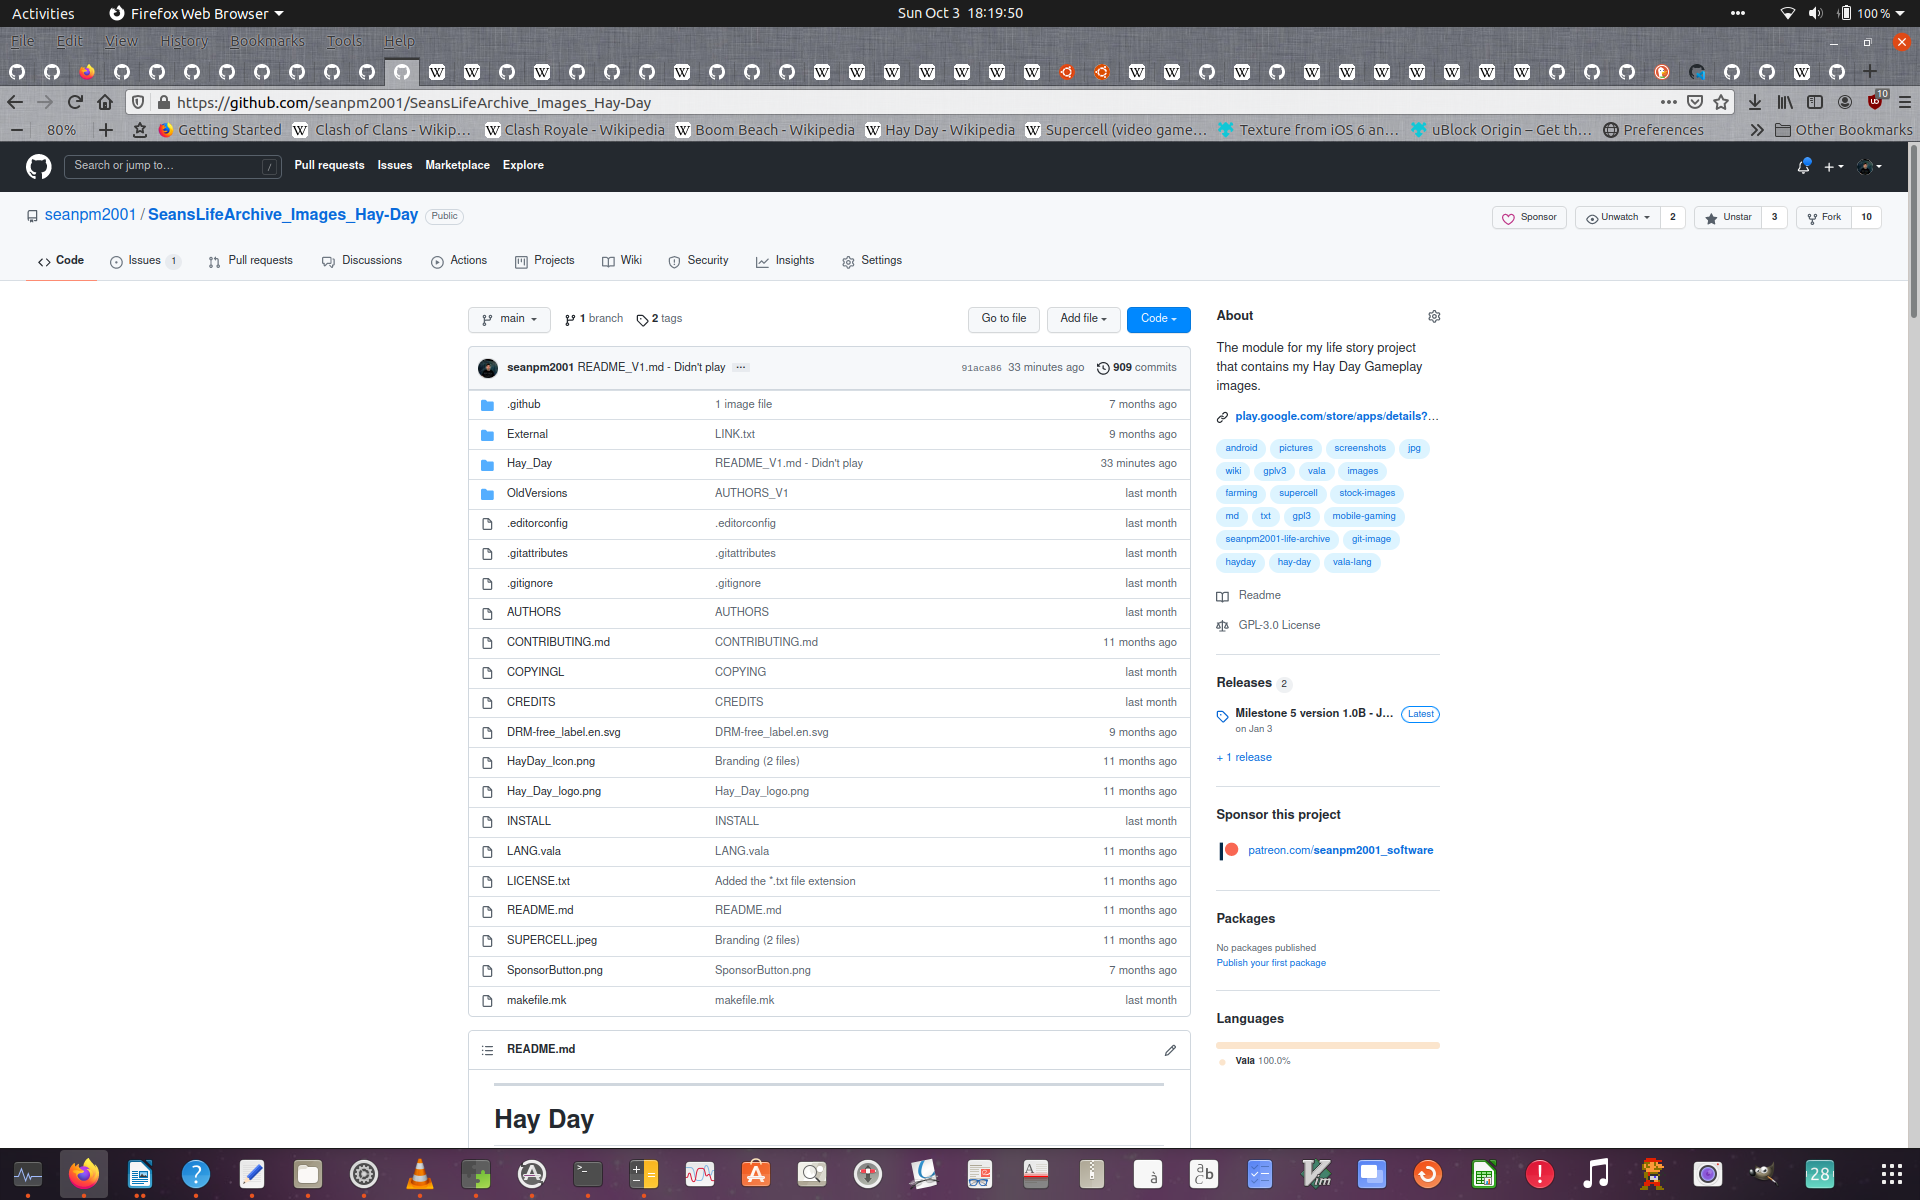 Activities Firefox Web Browser Sun Oct 3 18:19:50 100 %
File Edit View History Bookmarks Tools Help
https://github.com/seanpm2001/SeansLifeArchive_Images_Hay-Day 10
80% Getting Started Clash of Clans - Wikip… Clash Royale - Wikipedia Boom Beach - Wikipedia Hay Day - Wikipedia Supercell (video game… Texture from iOS 6 an… uBlock Origin – Get th… Preferences Other Bookmarks
Search or jump to… / Pull requests Issues Marketplace Explore
seanpm2001 / SeansLifeArchive_Images_Hay-Day Public Sponsor Unwatch 2 Unstar 3 Fork 10
Code Issues 1 Pull requests Discussions Actions Projects Wiki Security Insights Settings
main 1 branch 2 tags Go to file Add file Code
seanpm2001 README_V1.md - Didn't play ... 91aca86 33 minutes ago 909 commits
.github 1 image file 7 months ago
External LINK.txt 9 months ago
Hay_Day README_V1.md - Didn't play 33 minutes ago
OldVersions AUTHORS_V1 last month
.editorconfig .editorconfig last month
.gitattributes .gitattributes last month
.gitignore .gitignore last month
AUTHORS AUTHORS last month
CONTRIBUTING.md CONTRIBUTING.md 11 months ago
COPYINGL COPYING last month
CREDITS CREDITS last month
DRM-free_label.en.svg DRM-free_label.en.svg 9 months ago
HayDay_Icon.png Branding (2 files) 11 months ago
Hay_Day_logo.png Hay_Day_logo.png 11 months ago
INSTALL INSTALL last month
LANG.vala LANG.vala 11 months ago
LICENSE.txt Added the *.txt file extension 11 months ago
README.md README.md 11 months ago
SUPERCELL.jpeg Branding (2 files) 11 months ago
SponsorButton.png SponsorButton.png 7 months ago
makefile.mk makefile.mk last month
README.md
Hay Day
About
The module for my life story project
that contains my Hay Day Gameplay
images.
play.google.com/store/apps/details?…
android pictures screenshots jpg
wiki gplv3 vala images
farming supercell stock-images
md txt gpl3 mobile-gaming
seanpm2001-life-archive git-image
hayday hay-day vala-lang
Readme
GPL-3.0 License
Releases 2
Milestone 5 version 1.0B - J… Latest
on Jan 3
+ 1 release
Sponsor this project
patreon.com/seanpm2001_software
Packages
No packages published
Publish your first package
Languages
Vala 100.0%
28